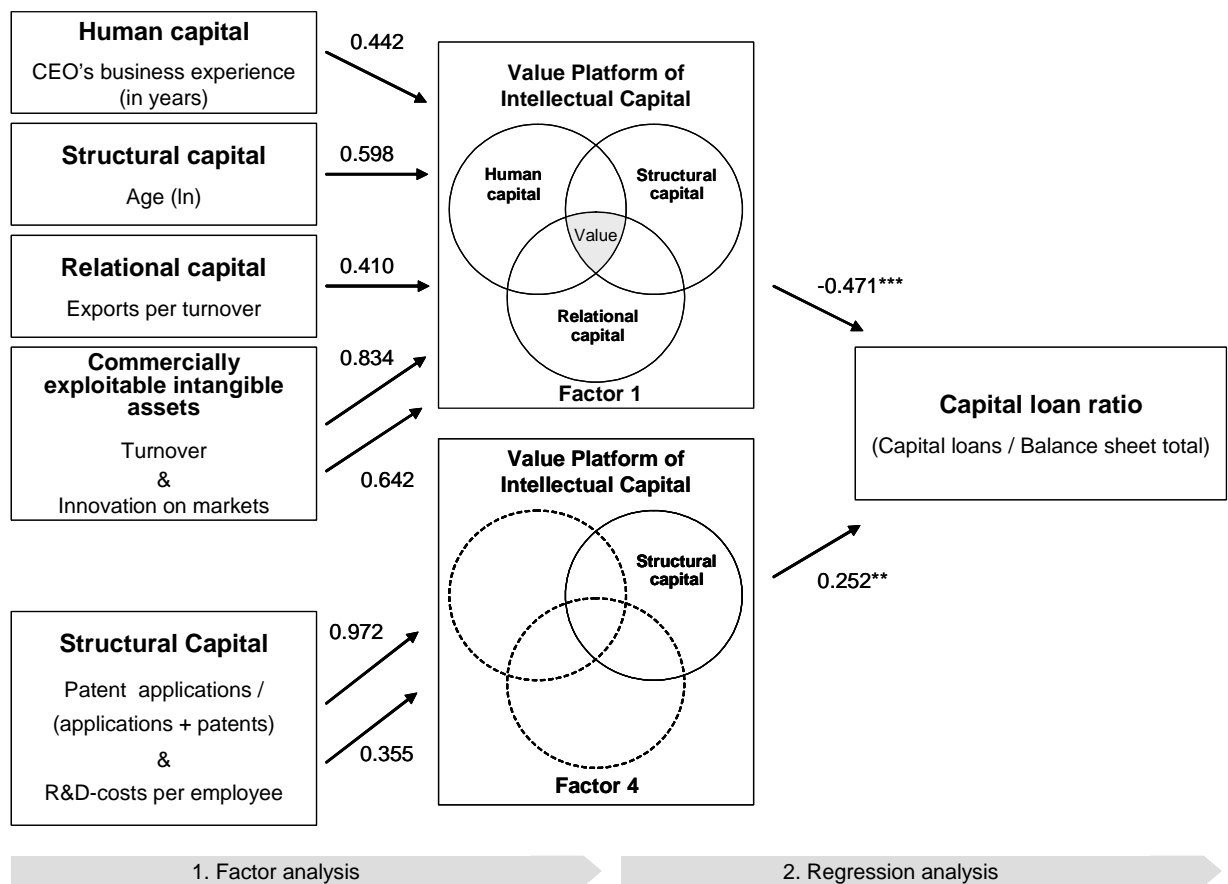 Human capital
CEO's business experience
(in years)
0.442
Structural capital
Age (ln)
0.598
Relational capital
Exports per turnover
0.410
Commercially
exploitable intangible
assets
Turnover
&
Innovation on markets
0.834
0.642
Value Platform of
Intellectual Capital
Human
capital
Structural
capital
Value
Relational
capital
Factor 1
-0.471***
Capital loan ratio
(Capital loans / Balance sheet total)
Structural Capital
Patent applications /
(applications + patents)
&
R&D-costs per employee
0.972
0.355
Value Platform of
Intellectual Capital
Structural
capital
Factor 4
0.252**
1. Factor analysis
2. Regression analysis